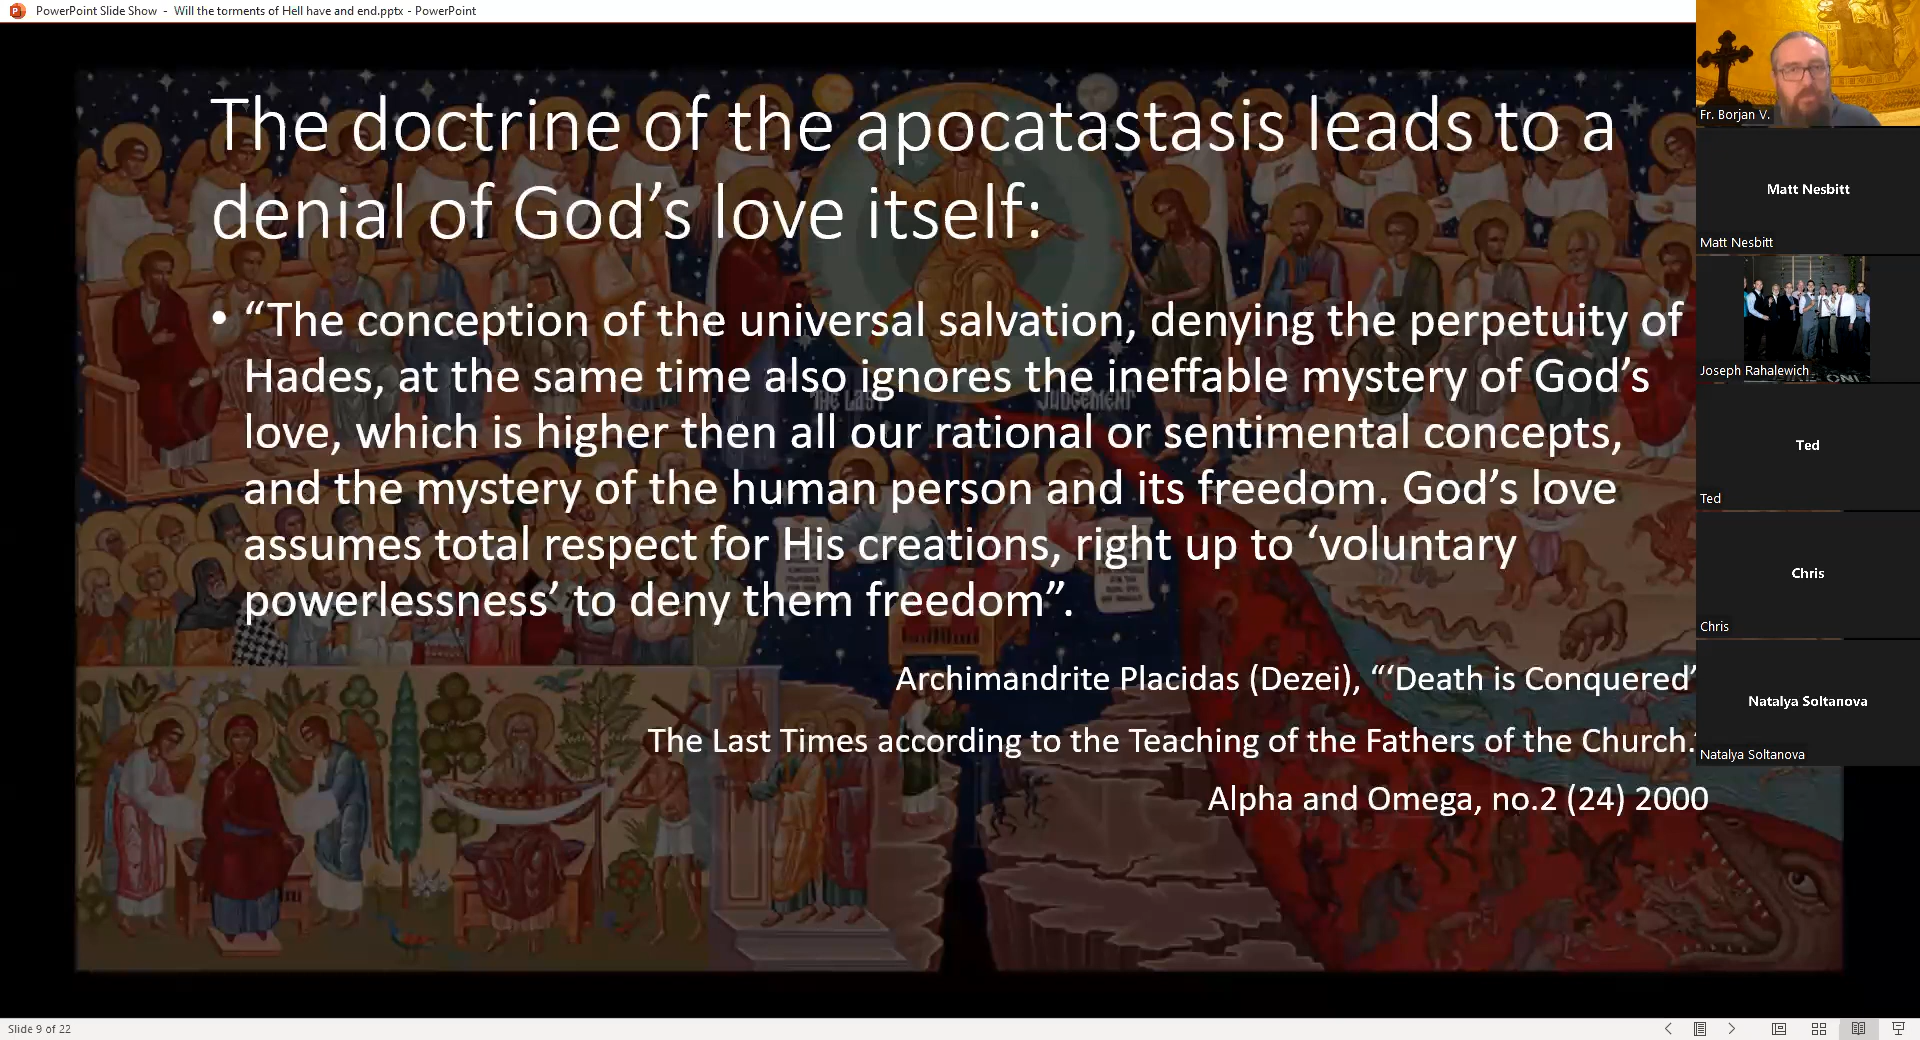 PowerPoint Slide Show - Will the torments of Hell have and end.pptx - PowerPoint
The doctrine of the apocatastasis leads to a
denial of God's love itself:
• “The conception of the universal salvation, denying the perpetuity of
Hades, at the same time also ignores the ineffable mystery of God's
love, which is higher then all our rational or sentimental concepts,
and the mystery of the human person and its freedom. God's love
assumes total respect for His creations, right up to ‘voluntary
powerlessness’ to deny them freedom”.
Archimandrite Placidas (Dezei), “‘Death is Conquered’
The Last Times according to the Teaching of the Fathers of the Church.
Alpha and Omega, no.2 (24) 2000
THE LAST JUDGEMENT
Fr. Borjan V.
Matt Nesbitt
Matt Nesbitt
Joseph Rahalewich
Ted
Ted
Chris
Chris
Natalya Soltanova
Natalya Soltanova
Slide 9 of 22